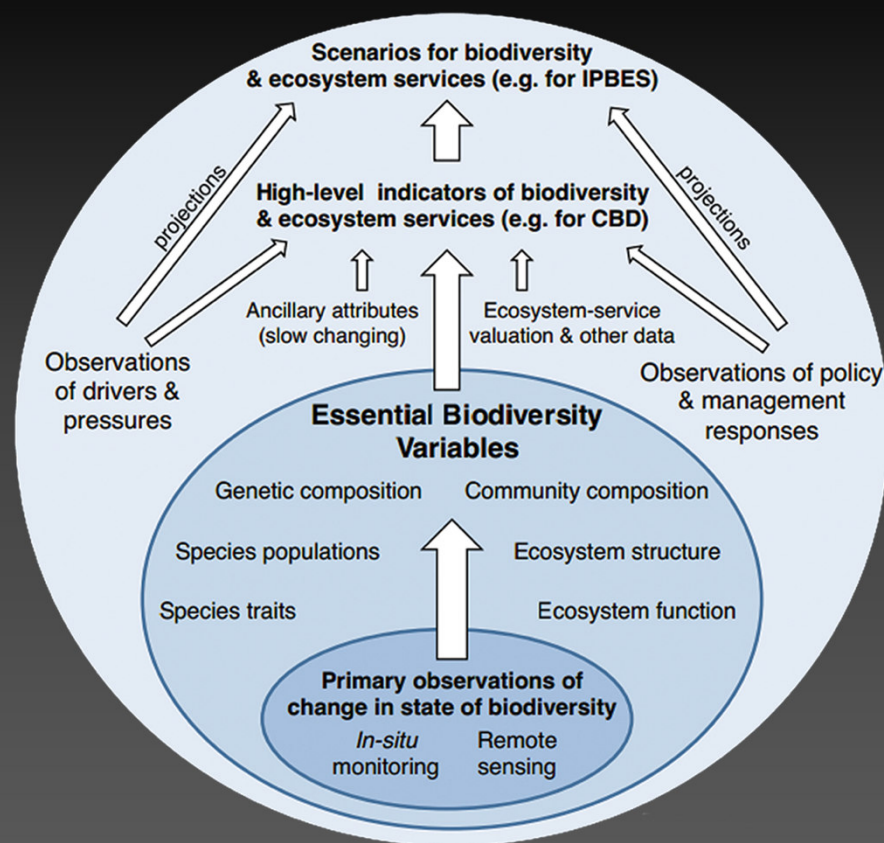 Scenarios for biodiversity
& ecosystem services (e.g. for IPBES)
projections
projections
High-level indicators of biodiversity
& ecosystem services (e.g. for CBD)
Ancillary attributes
(slow changing)
Ecosystem-service
valuation & other data
Observations
of drivers &
pressures
Observations of policy
& management
responses
Essential Biodiversity
Variables
Genetic composition
Community composition
Species populations
Ecosystem structure
Species traits
Ecosystem function
Primary observations of
change in state of biodiversity
In-situ
monitoring
Remote
sensing